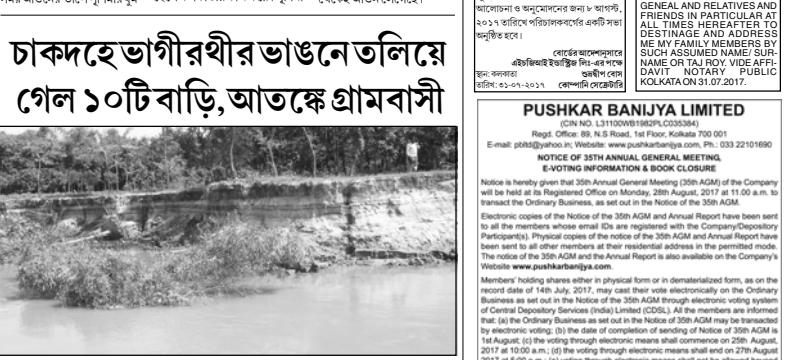 চাকদহে ভাগীরথীর ভাঙনে তলিয়ে
গেল ১০টি বাড়ি, আতঙ্কে গ্রামবাসী
আলোচনা ও অনুমোদনের জন্য ৮ আগস্ট,
২০১৭ তারিখে পরিচালকবর্গের একটি সভা
অনুষ্ঠিত হবে।
বোর্ডের আদেশানুসারে
এইচজিআই ইন্ডাস্ট্রিজ লিঃ-এর পক্ষে
স্থান: কলকাতা শুভ্রদ্বীপ বোস
তারিখ: ৩১-০৭-২০১৭ কোম্পানি সেক্রেটারি
GENEAL AND RELATIVES AND
FRIENDS IN PARTICULAR AT
ALL TIMES HEREAFTER TO
DESTINAGE AND ADDRESS
ME MY FAMILY MEMBERS BY
SUCH ASSUMED NAME/ SUR-
NAME OR TAJ ROY. VIDE AFFI-
DAVIT NOTARY PUBLIC
KOLKATA ON 31.07.2017.
PUSHKAR BANIJYA LIMITED
(CIN NO. L31100WB1982PLC035384)
Regd. Office: 89, N.S Road, 1st Floor, Kolkata 700 001
E-mail: pbltd@yahoo.in; Website: www.pushkarbanijya.com, Ph.: 033 22101690
NOTICE OF 35TH ANNUAL GENERAL MEETING,
E-VOTING INFORMATION & BOOK CLOSURE
Notice is hereby given that 35th Annual General Meeting (35th AGM) of the Company
will be held at its Registered Office on Monday, 28th August, 2017 at 11.00 a.m. to
transact the Ordinary Business, as set out in the Notice of the 35th AGM.
Electronic copies of the Notice of the 35th AGM and Annual Report have been sent
to all the members whose email IDs are registered with the Company/Depository
Participant(s). Physical copies of the notice of the 35th AGM and Annual Report have
been sent to all other members at their residential address in the permitted mode.
The notice of the 35th AGM and the Annual Report is also available on the Company's
Website www.pushkarbanijya.com.
Members' holding shares either in physical form or in dematerialized form, as on the
record date of 14th July, 2017, may cast their vote electronically on the Ordinary
Business as set out in the Notice of the 35th AGM through electronic voting system
of Central Depository Services (India) Limited (CDSL). All the members are informed
that: (a) the Ordinary Business as set out in the Notice of 35th AGM may be transacted
by electronic voting; (b) the date of completion of sending of Notice of 35th AGM is
1st August; (c) the voting through electronic means shall commence on 25th August,
2017 at 10:00 a.m.; (d) the voting through electronic means shall end on 27th August